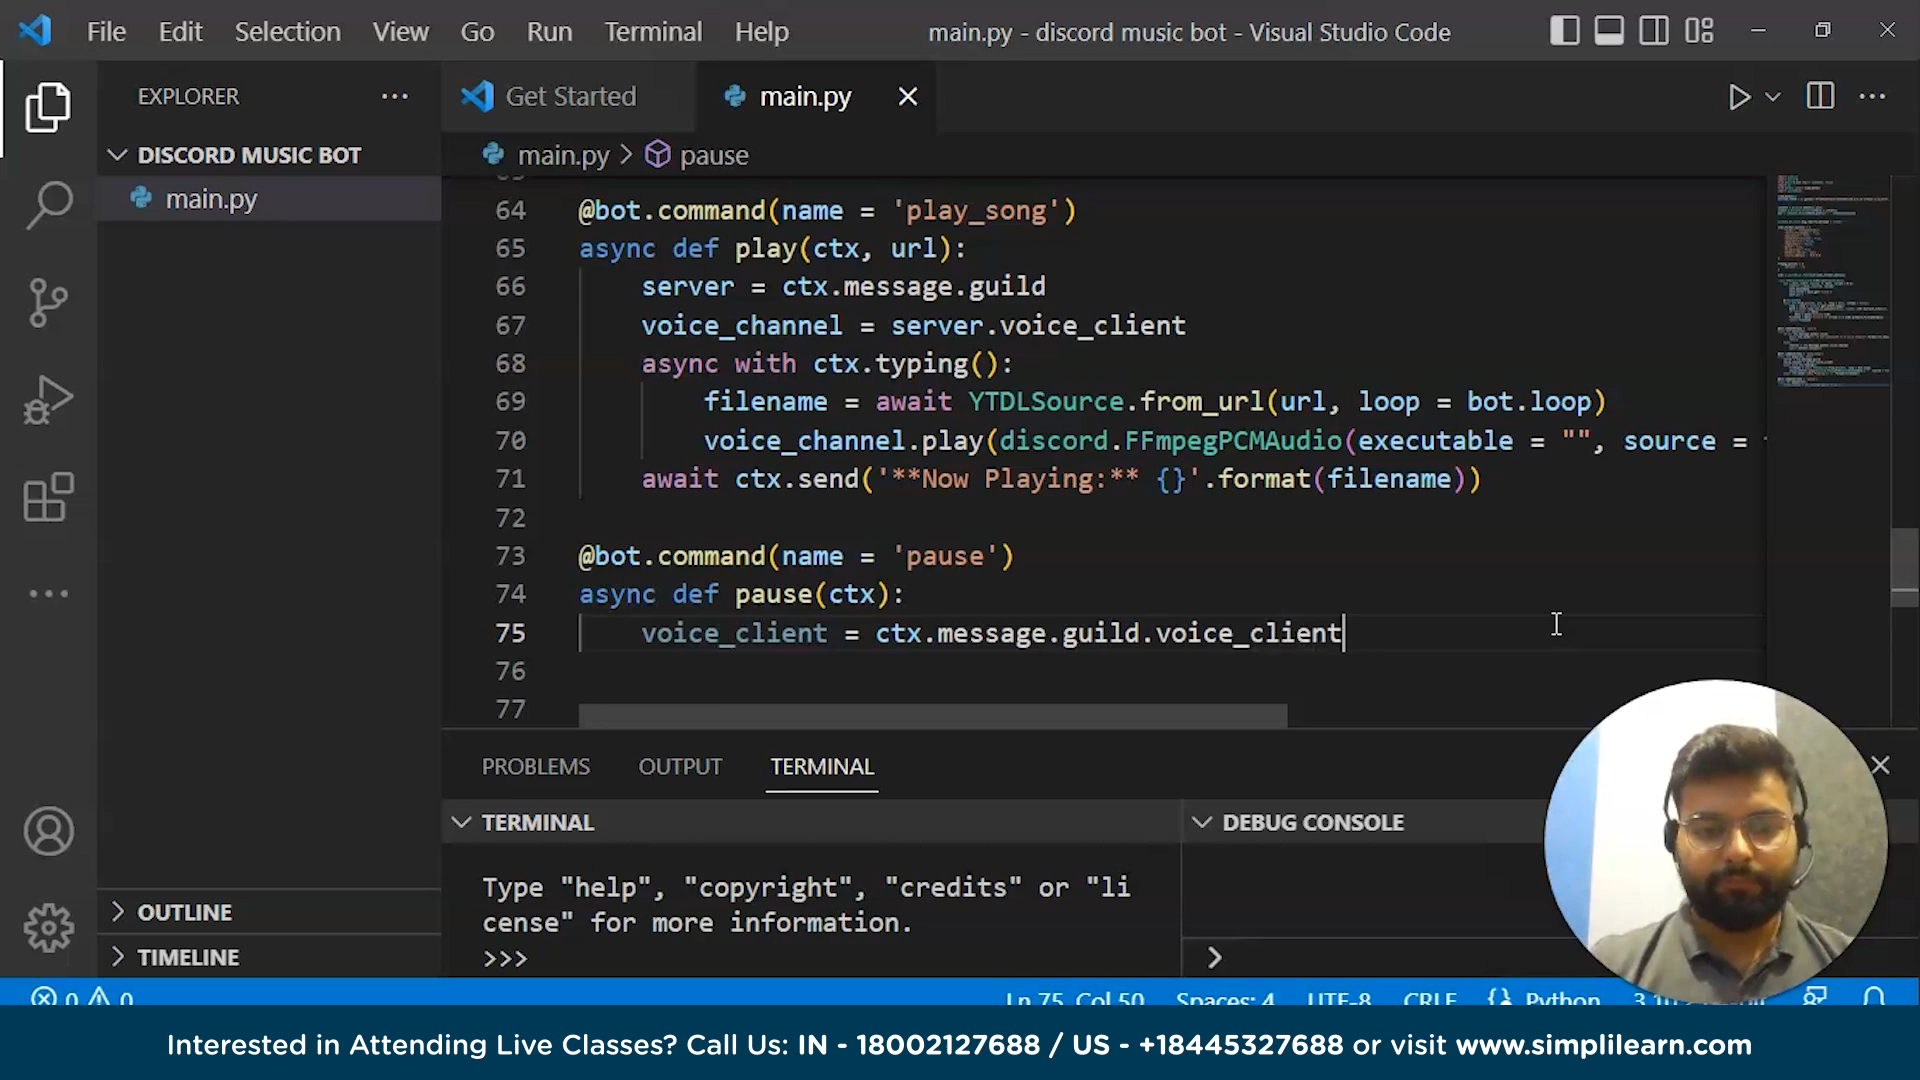 File Edit Selection View Go Run Terminal Help main.py - discord music bot - Visual Studio Code
EXPLORER
Get Started main.py
DISCORD MUSIC BOT
main.py > pause
main.py
64 @bot.command(name = 'play_song')
65 async def play(ctx, url):
66 server = ctx.message.guild
67 voice_channel = server.voice_client
68 async with ctx.typing():
69 filename = await YTDLSource.from_url(url, loop = bot.loop)
70 voice_channel.play(discord.FFmpegPCMAudio(executable = "", source =
71 await ctx.send('**Now Playing:** {}'.format(filename))
72
73 @bot.command(name = 'pause')
74 async def pause(ctx):
75 voice_client = ctx.message.guild.voice_client
76
77
PROBLEMS OUTPUT TERMINAL
TERMINAL
DEBUG CONSOLE
Type "help", "copyright", "credits" or "li
cense" for more information.
>>>
OUTLINE
TIMELINE
0 0 Ln 75, Col 50 Spaces: 4 UTF-8 CRLF Python
Interested in Attending Live Classes? Call Us: IN - 18002127688 / US - +18445327688 or visit www.simplilearn.com